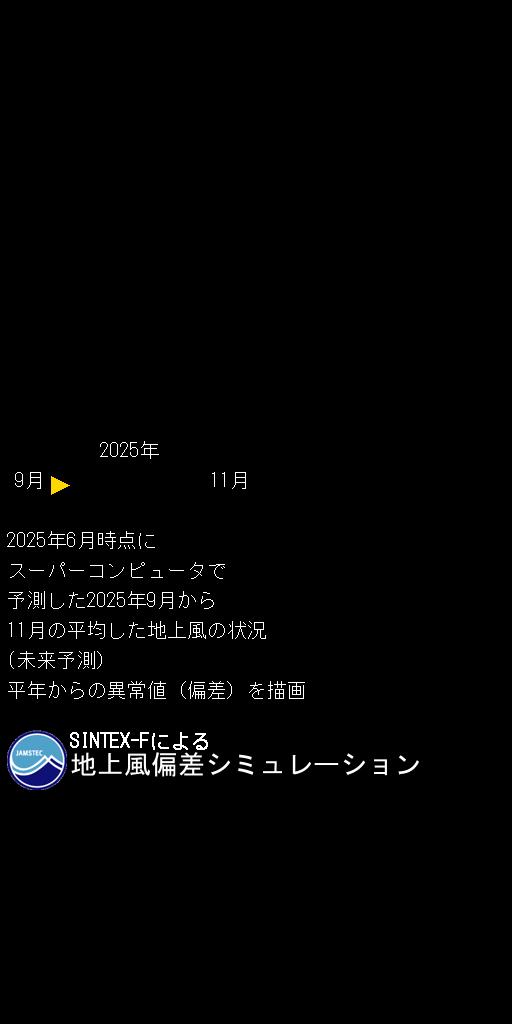 2025年
9月 ▶ 11月
2025年6月時点に
スーパーコンピュータで
予測した2025年9月から
11月の平均した地上風の状況
(未来予測)
平年からの異常値（偏差）を描画
JAMSTEC
SINTEX-Fによる
地上風偏差シミュレーション